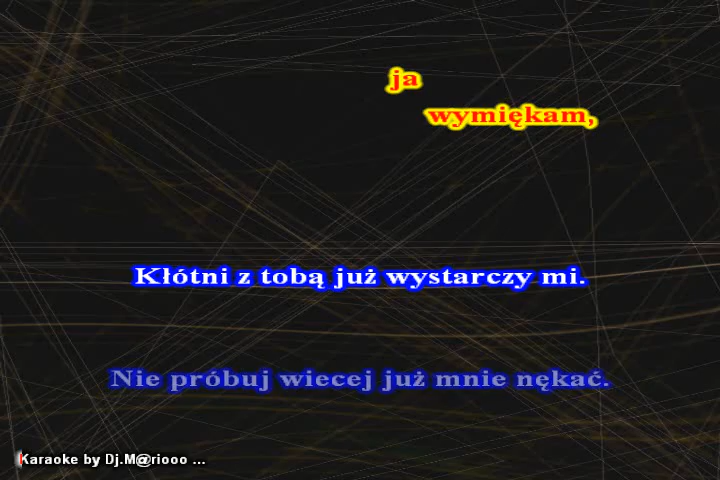 ja
wymiękam,
Kłótni z tobą już wystarczy mi.
Nie próbuj wiecej już mnie nękać.
Karaoke by Dj.M@riooo ...